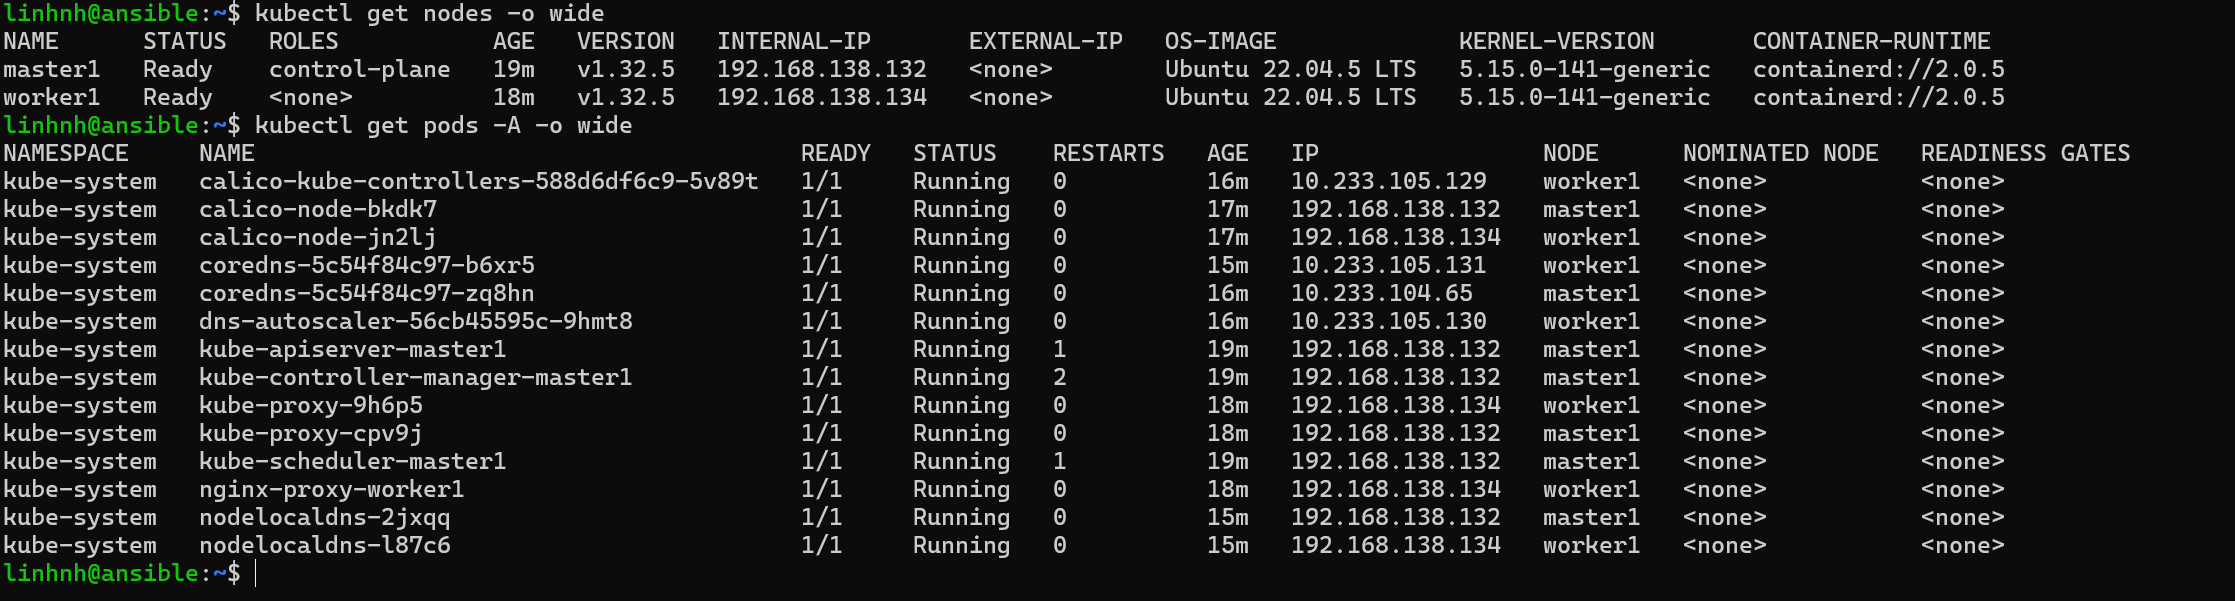 linhnh@ansible:~$ kubectl get nodes -o wide
NAME      STATUS   ROLES           AGE   VERSION   INTERNAL-IP       EXTERNAL-IP   OS-IMAGE             KERNEL-VERSION       CONTAINER-RUNTIME
master1   Ready    control-plane   19m   v1.32.5   192.168.138.132   <none>        Ubuntu 22.04.5 LTS   5.15.0-141-generic   containerd://2.0.5
worker1   Ready    <none>          18m   v1.32.5   192.168.138.134   <none>        Ubuntu 22.04.5 LTS   5.15.0-141-generic   containerd://2.0.5
linhnh@ansible:~$ kubectl get pods -A -o wide
NAMESPACE     NAME                                       READY   STATUS    RESTARTS   AGE   IP                NODE      NOMINATED NODE   READINESS GATES
kube-system   calico-kube-controllers-588d6df6c9-5v89t   1/1     Running   0          16m   10.233.105.129    worker1   <none>           <none>
kube-system   calico-node-bkdk7                          1/1     Running   0          17m   192.168.138.132   master1   <none>           <none>
kube-system   calico-node-jn2lj                          1/1     Running   0          17m   192.168.138.134   worker1   <none>           <none>
kube-system   coredns-5c54f84c97-b6xr5                   1/1     Running   0          15m   10.233.105.131    worker1   <none>           <none>
kube-system   coredns-5c54f84c97-zq8hn                   1/1     Running   0          16m   10.233.104.65     master1   <none>           <none>
kube-system   dns-autoscaler-56cb45595c-9hmt8            1/1     Running   0          16m   10.233.105.130    worker1   <none>           <none>
kube-system   kube-apiserver-master1                     1/1     Running   1          19m   192.168.138.132   master1   <none>           <none>
kube-system   kube-controller-manager-master1            1/1     Running   2          19m   192.168.138.132   master1   <none>           <none>
kube-system   kube-proxy-9h6p5                           1/1     Running   0          18m   192.168.138.134   worker1   <none>           <none>
kube-system   kube-proxy-cpv9j                           1/1     Running   0          18m   192.168.138.132   master1   <none>           <none>
kube-system   kube-scheduler-master1                     1/1     Running   1          19m   192.168.138.132   master1   <none>           <none>
kube-system   nginx-proxy-worker1                        1/1     Running   0          18m   192.168.138.134   worker1   <none>           <none>
kube-system   nodelocaldns-2jxqq                         1/1     Running   0          15m   192.168.138.132   master1   <none>           <none>
kube-system   nodelocaldns-l87c6                         1/1     Running   0          15m   192.168.138.134   worker1   <none>           <none>
linhnh@ansible:~$